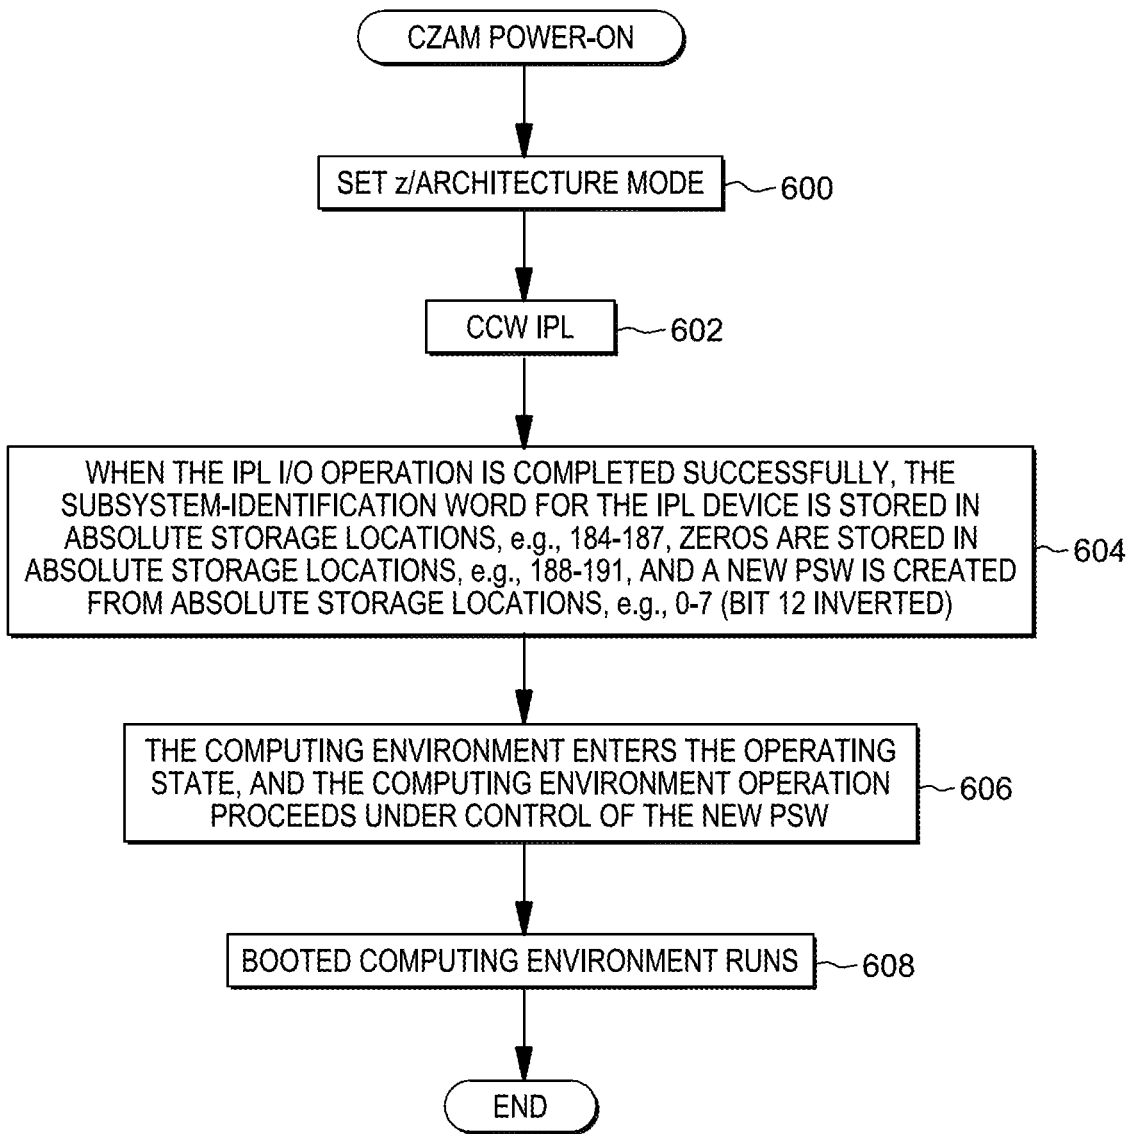 CZAM POWER-ON
SET z/ARCHITECTURE MODE
600
CCW IPL
602
WHEN THE IPL I/O OPERATION IS COMPLETED SUCCESSFULLY, THE
SUBSYSTEM-IDENTIFICATION WORD FOR THE IPL DEVICE IS STORED IN
ABSOLUTE STORAGE LOCATIONS, e.g., 184-187, ZEROS ARE STORED IN
ABSOLUTE STORAGE LOCATIONS, e.g., 188-191, AND A NEW PSW IS CREATED
FROM ABSOLUTE STORAGE LOCATIONS, e.g., 0-7 (BIT 12 INVERTED)
604
THE COMPUTING ENVIRONMENT ENTERS THE OPERATING
STATE, AND THE COMPUTING ENVIRONMENT OPERATION
PROCEEDS UNDER CONTROL OF THE NEW PSW
606
BOOTED COMPUTING ENVIRONMENT RUNS
608
END